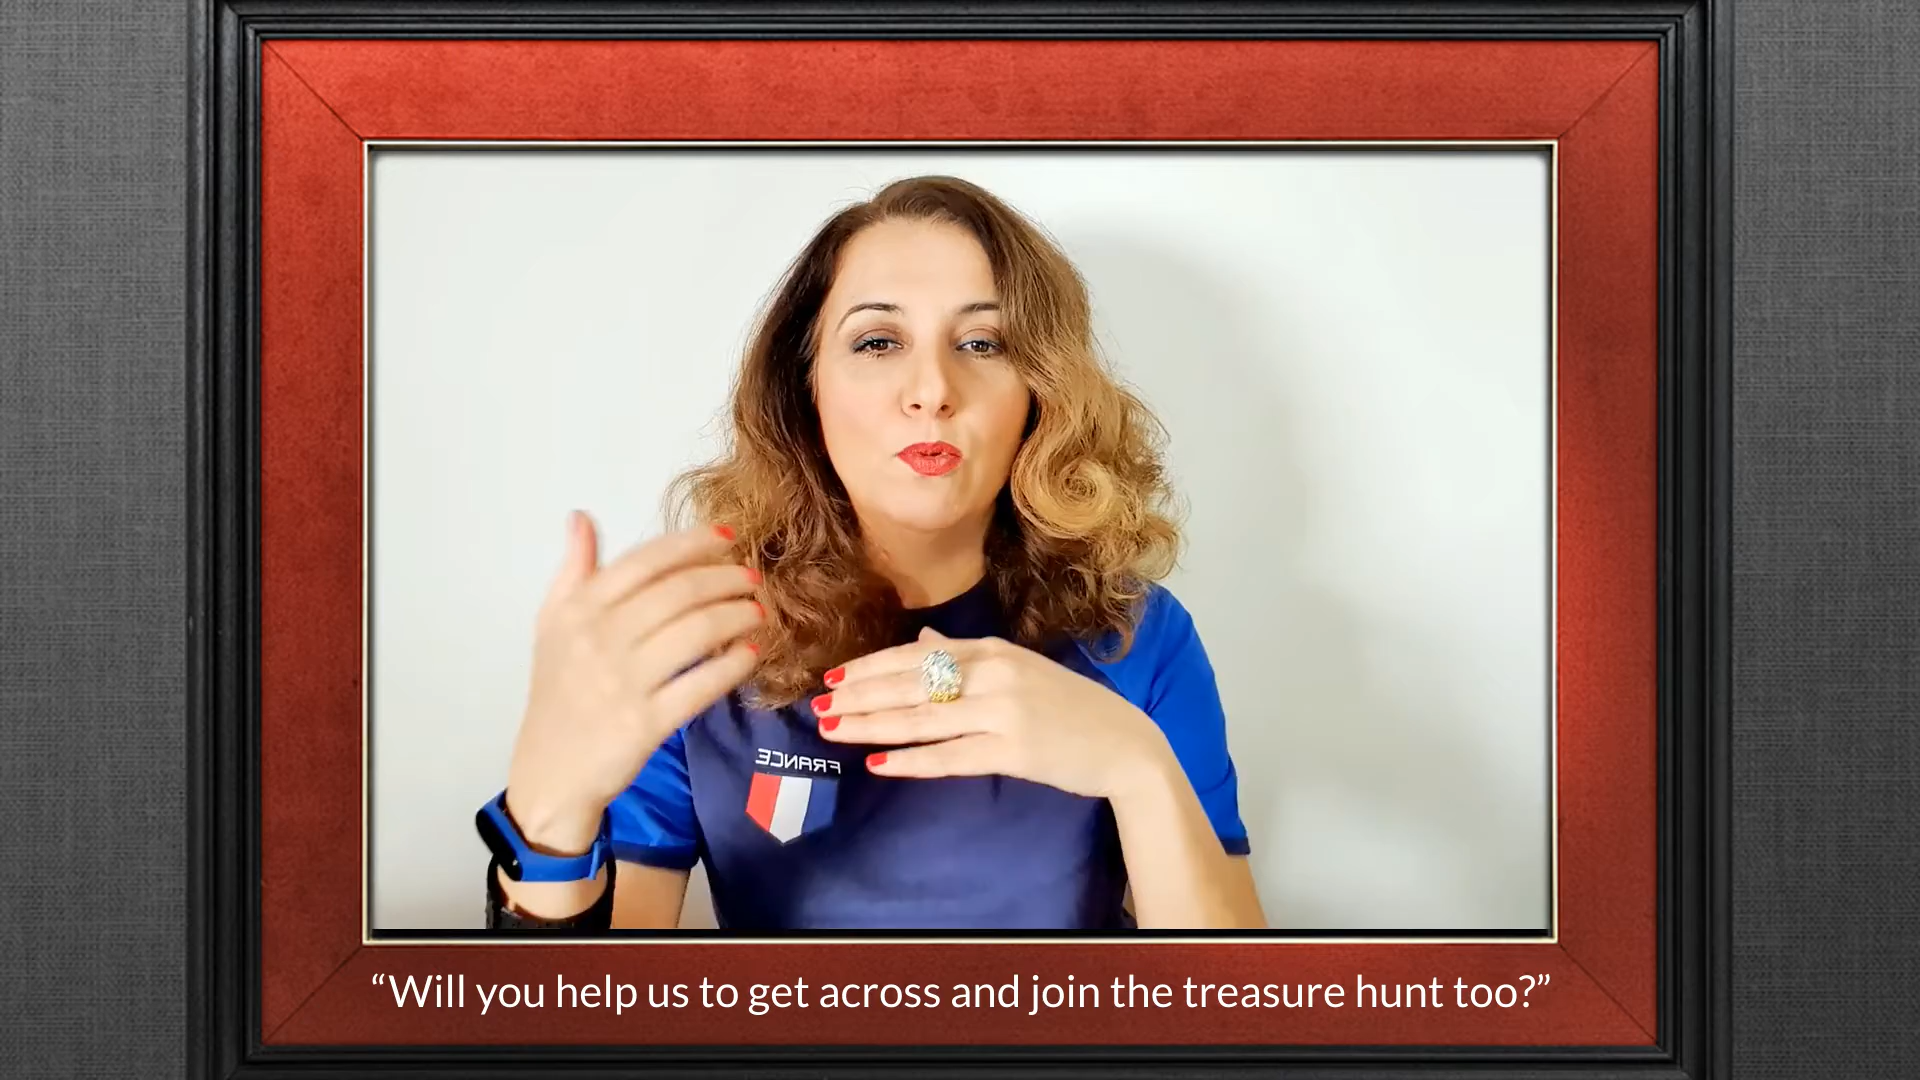 FRANCE
“Will you help us to get across and join the treasure hunt too?”